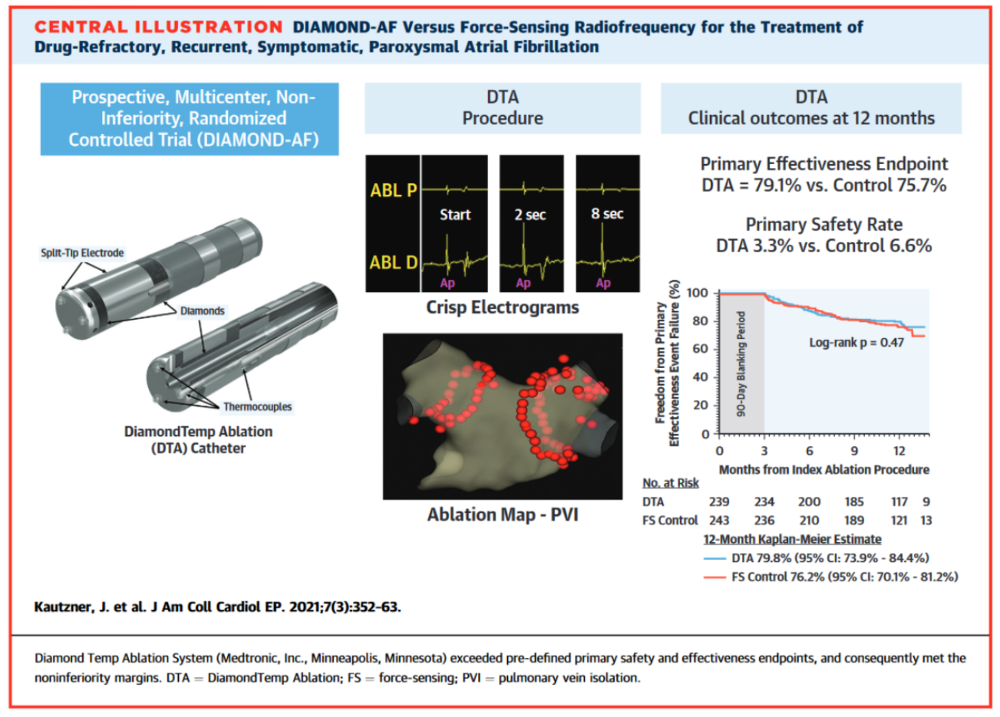 CENTRAL ILLUSTRATION DIAMOND-AF Versus Force-Sensing Radiofrequency for the Treatment of
Drug-Refractory, Recurrent, Symptomatic, Paroxysmal Atrial Fibrillation
Prospective, Multicenter, Non-
Inferiority, Randomized
Controlled Trial (DIAMOND-AF)
Split-Tip Electrode
Diamonds
Thermocouples
DiamondTemp Ablation
(DTA) Catheter
DTA
Procedure
ABL P
Start
2 sec
8 sec
ABL D
Ap
Ap
Ap
Crisp Electrograms
Ablation Map - PVI
DTA
Clinical outcomes at 12 months
Primary Effectiveness Endpoint
DTA = 79.1% vs. Control 75.7%
Primary Safety Rate
DTA 3.3% vs. Control 6.6%
Freedom from Primary
Effectiveness Event Failure (%)
100
80
60
40
20
0
90-Day Blanking Period
Log-rank p = 0.47
0 3 6 9 12
Months from Index Ablation Procedure
No. at Risk
DTA 239 234 200 185 117 9
FS Control 243 236 210 189 121 13
12-Month Kaplan-Meier Estimate
DTA 79.8% (95% CI: 73.9% - 84.4%)
FS Control 76.2% (95% CI: 70.1% - 81.2%)
Kautzner, J. et al. J Am Coll Cardiol EP. 2021;7(3):352–63.
Diamond Temp Ablation System (Medtronic, Inc., Minneapolis, Minnesota) exceeded pre-defined primary safety and effectiveness endpoints, and consequently met the
noninferiority margins. DTA = DiamondTemp Ablation; FS = force-sensing; PVI = pulmonary vein isolation.